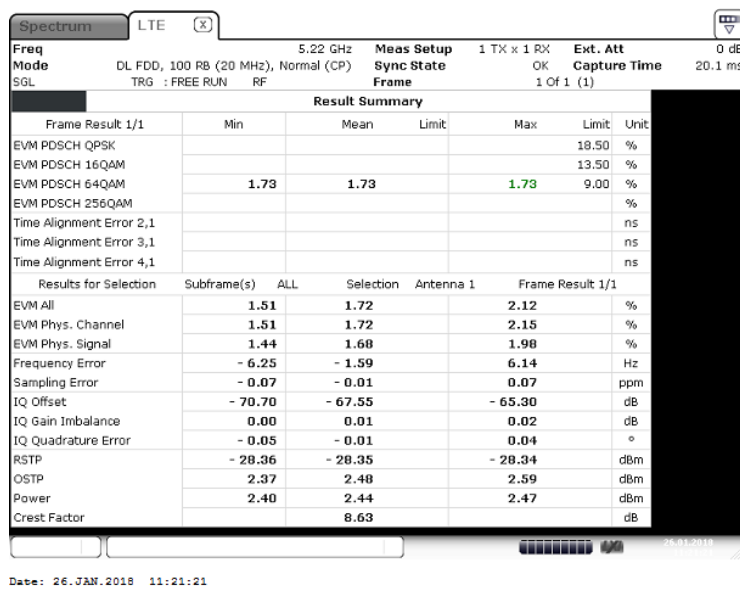 Spectrum LTE X
Freq 5.22 GHz Meas Setup 1 TX x 1 RX Ext. Att 0 dB
Mode DL FDD, 100 RB (20 MHz), Normal (CP) Sync State OK Capture Time 20.1 ms
SGL TRG : FREE RUN RF Frame 1 Of 1 (1)
Result Summary
Frame Result 1/1 Min Mean Limit Max Limit Unit
EVM PDSCH QPSK 18.50 %
EVM PDSCH 16QAM 13.50 %
EVM PDSCH 64QAM 1.73 1.73 1.73 9.00 %
EVM PDSCH 256QAM %
Time Alignment Error 2,1 ns
Time Alignment Error 3,1 ns
Time Alignment Error 4,1 ns
Results for Selection Subframe(s) ALL Selection Antenna 1 Frame Result 1/1
EVM All 1.51 1.72 2.12 %
EVM Phys. Channel 1.51 1.72 2.15 %
EVM Phys. Signal 1.44 1.68 1.98 %
Frequency Error - 6.25 - 1.59 6.14 Hz
Sampling Error - 0.07 - 0.01 0.07 ppm
IQ Offset - 70.70 - 67.55 - 65.30 dB
IQ Gain Imbalance 0.00 0.01 0.02 dB
IQ Quadrature Error - 0.05 - 0.01 0.04 °
RSTP - 28.36 - 28.35 - 28.34 dBm
OSTP 2.37 2.48 2.59 dBm
Power 2.40 2.44 2.47 dBm
Crest Factor 8.63 dB
26.01.2018
Date: 26.JAN.2018 11:21:21